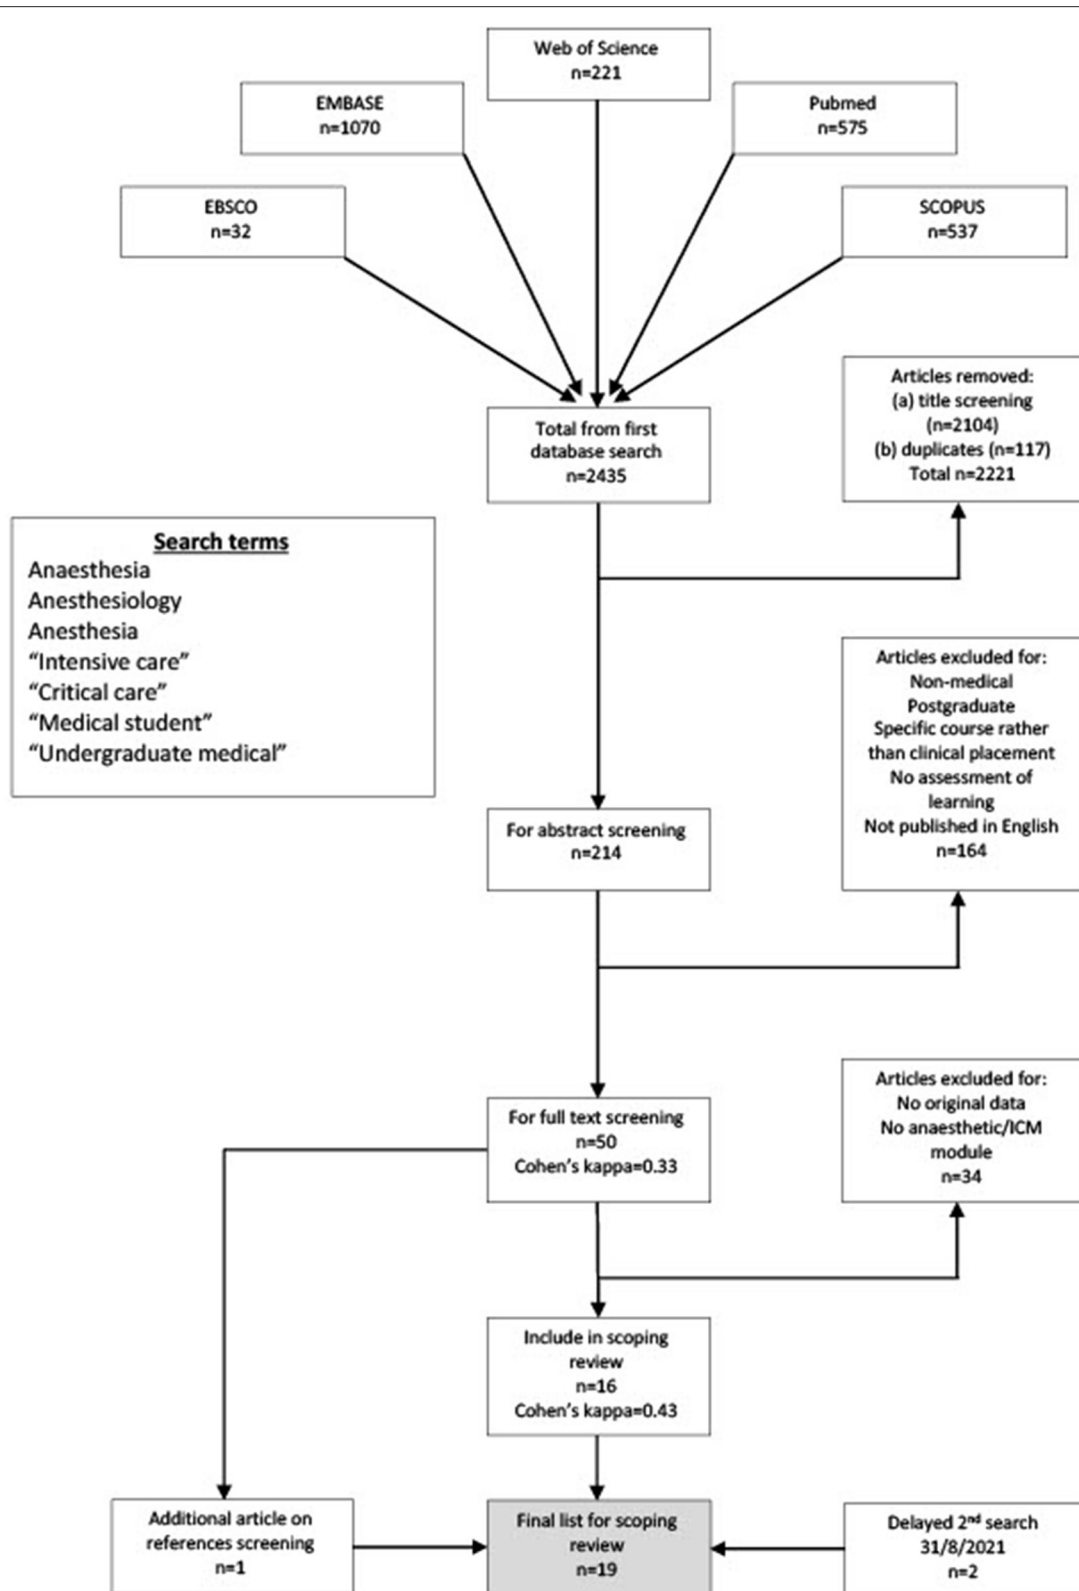 Web of Science
n=221
EMBASE
n=1070
Pubmed
n=575
EBSCO
n=32
SCOPUS
n=537
Articles removed:
(a) title screening
(n=2104)
(b) duplicates (n=117)
Total n=2221
Total from first
database search
n=2435
Search terms
Anaesthesia
Anesthesiology
Anesthesia
“Intensive care”
“Critical care”
“Medical student”
“Undergraduate medical”
Articles excluded for:
Non-medical
Postgraduate
Specific course rather
than clinical placement
No assessment of
learning
Not published in English
n=164
For abstract screening
n=214
Articles excluded for:
No original data
No anaesthetic/ICM
module
n=34
For full text screening
n=50
Cohen’s kappa=0.33
Include in scoping
review
n=16
Cohen’s kappa=0.43
Additional article on
references screening
n=1
Final list for scoping
review
n=19
Delayed 2nd search
31/8/2021
n=2